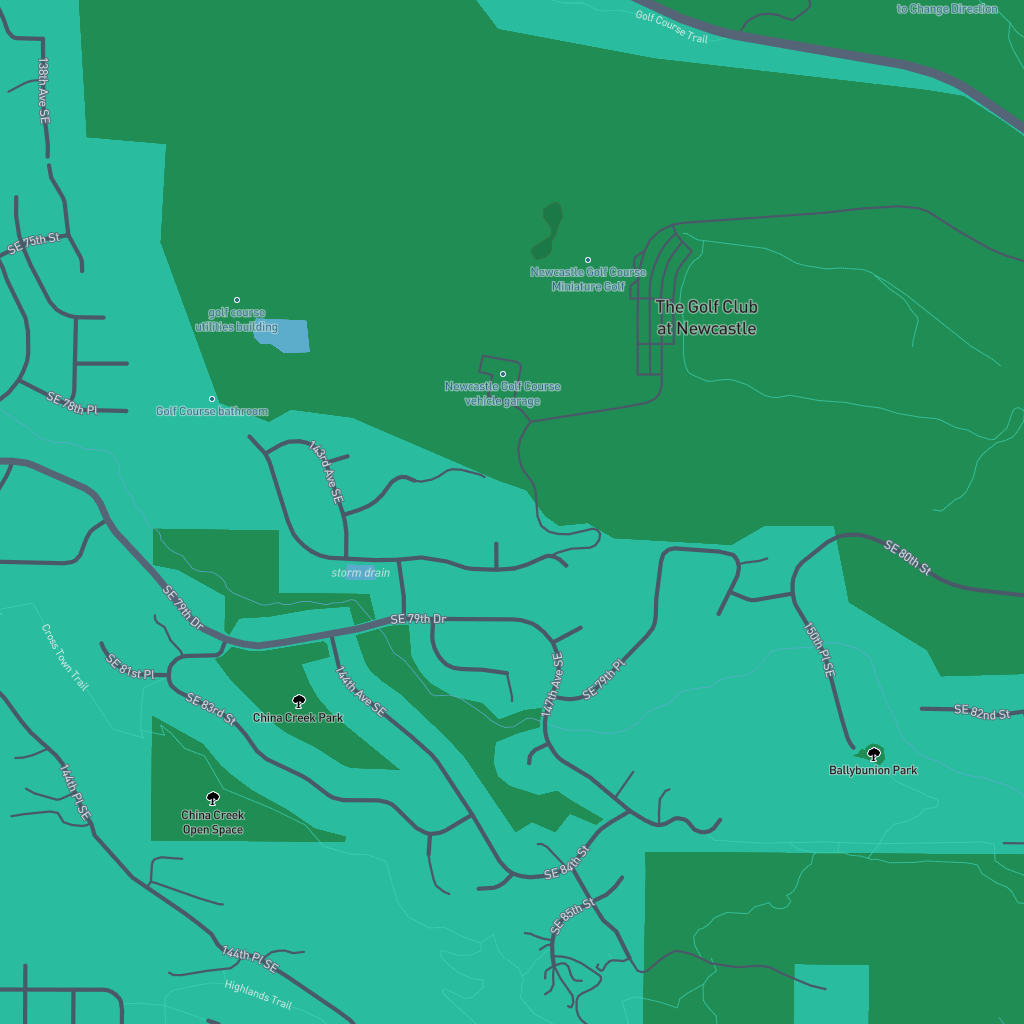 to Change Direction
Golf Course Trail
138th Ave SE
SE 75th St
Newcastle Golf Course
Miniature Golf
The Golf Club
at Newcastle
golf course
utilities building
Newcastle Golf Course
vehicle garage
SE 78th Pl
Golf Course bathroom
143rd Ave SE
SE 80th St
storm drain
SE 79th Dr
SE 79th Dr
Cross Town Trail
SE 81st Pl
150th Pl SE
SE 79th Pl
144th Ave SE
147th Ave SE
SE 83rd St
China Creek Park
SE 82nd St
Ballybunion Park
144th Pl SE
China Creek
Open Space
SE 84th St
SE 85th St
144th Pl SE
Highlands Trail